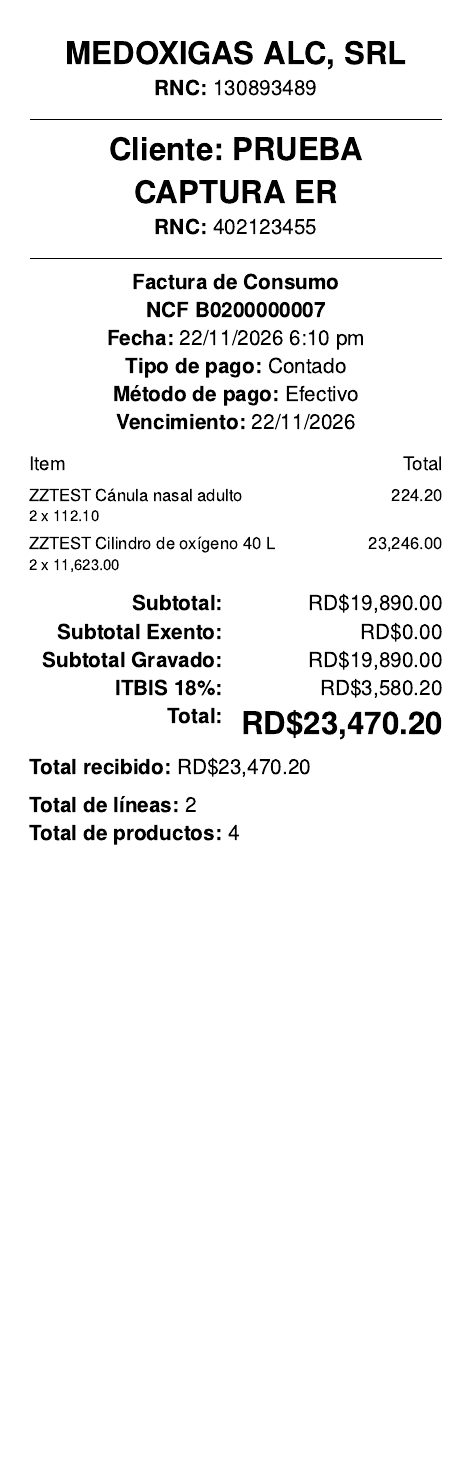 MEDOXIGAS ALC, SRL
RNC: 130893489
Cliente: PRUEBA
CAPTURA ER
RNC: 402123455
Factura de Consumo
NCF B0200000007
Fecha: 22/11/2026 6:10 pm
Tipo de pago: Contado
Método de pago: Efectivo
Vencimiento: 22/11/2026
Item Total
ZZTEST Cánula nasal adulto 224.20
2 x 112.10
ZZTEST Cilindro de oxígeno 40 L 23,246.00
2 x 11,623.00
Subtotal: RD$19,890.00
Subtotal Exento: RD$0.00
Subtotal Gravado: RD$19,890.00
ITBIS 18%: RD$3,580.20
Total: RD$23,470.20
Total recibido: RD$23,470.20
Total de líneas: 2
Total de productos: 4